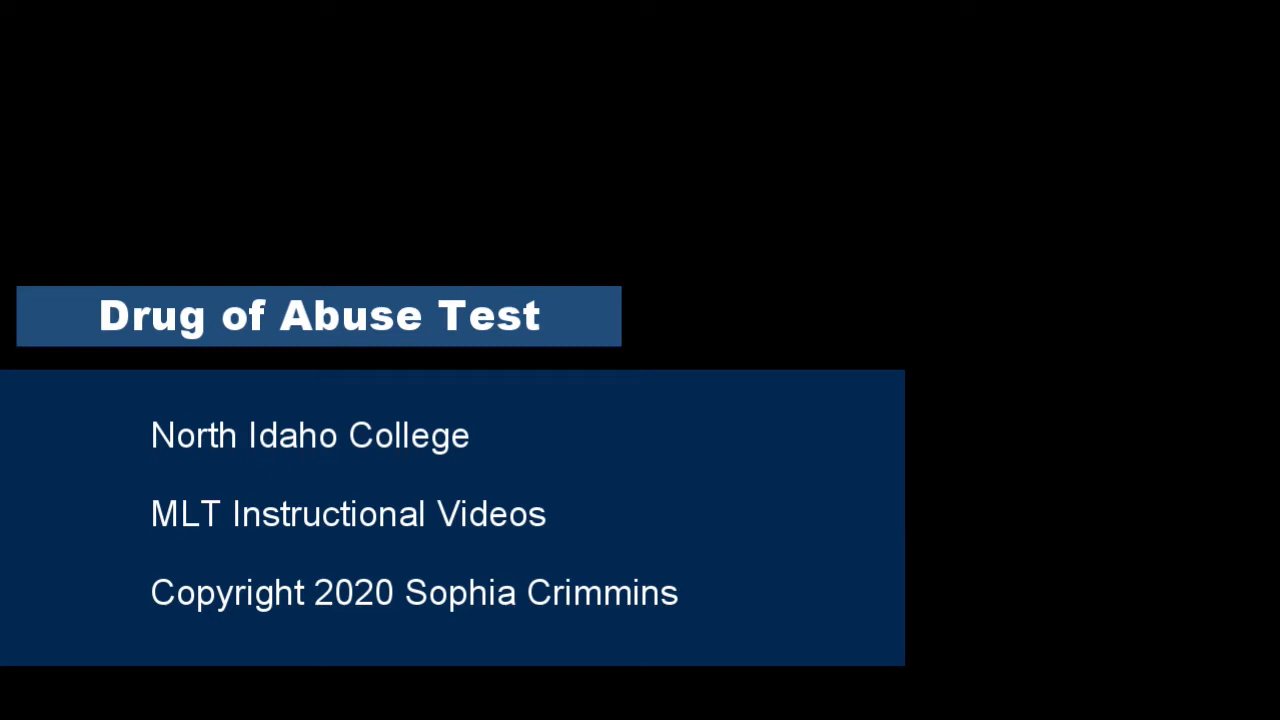 Drug of Abuse Test
North Idaho College
MLT Instructional Videos
Copyright 2020 Sophia Crimmins